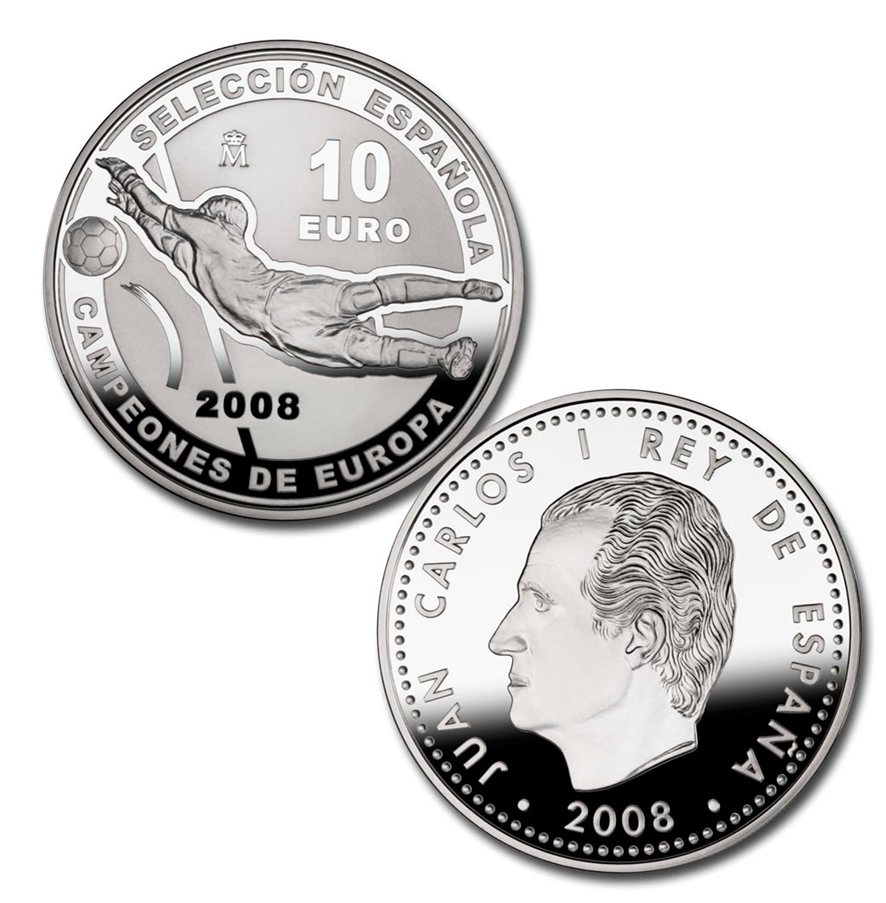 SELECCIÓN ESPAÑOLA
M
10
EURO
2008
CAMPEONES DE EUROPA
JUAN CARLOS I REY DE ESPAÑA
• 2008 •